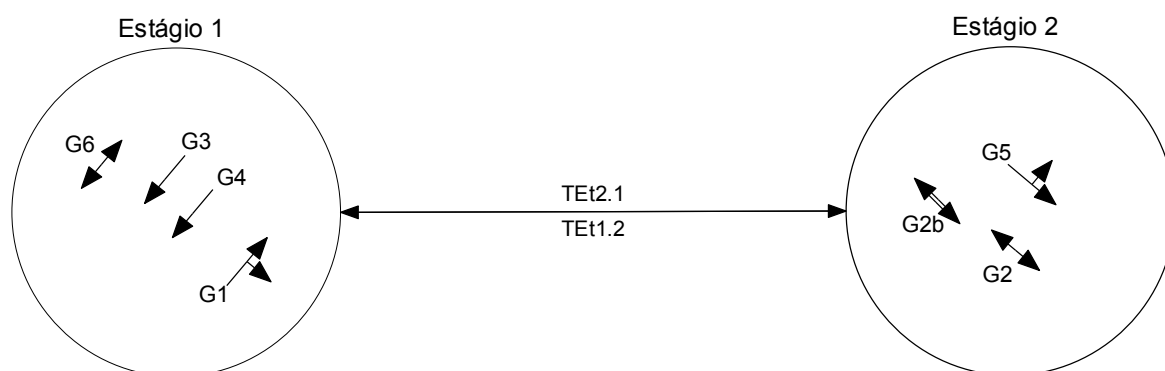 Estágio 1
Estágio 2
G6
G3
G4
G1
TEt2.1
TEt1.2
G5
G2b
G2